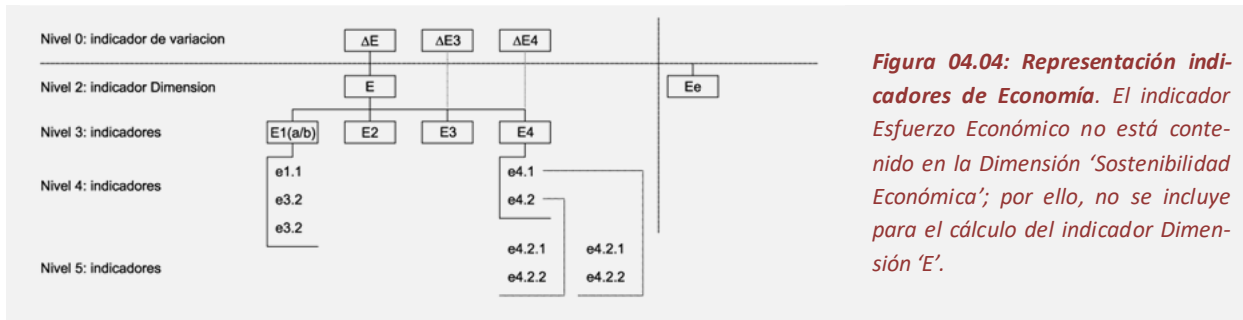 Nivel 0: indicador de variacion
ΔE
ΔE3
ΔE4
Nivel 2: indicador Dimension
E
Ee
Nivel 3: indicadores
E1(a/b)
E2
E3
E4
Nivel 4: indicadores
e1.1
e3.2
e3.2
e4.1
e4.2
Nivel 5: indicadores
e4.2.1
e4.2.2
e4.2.1
e4.2.2
Figura 04.04: Representación indi-
cadores de Economía. El indicador
Esfuerzo Económico no está conte-
nido en la Dimensión ‘Sostenibilidad
Económica’; por ello, no se incluye
para el cálculo del indicador Dimen-
sión ‘E’.